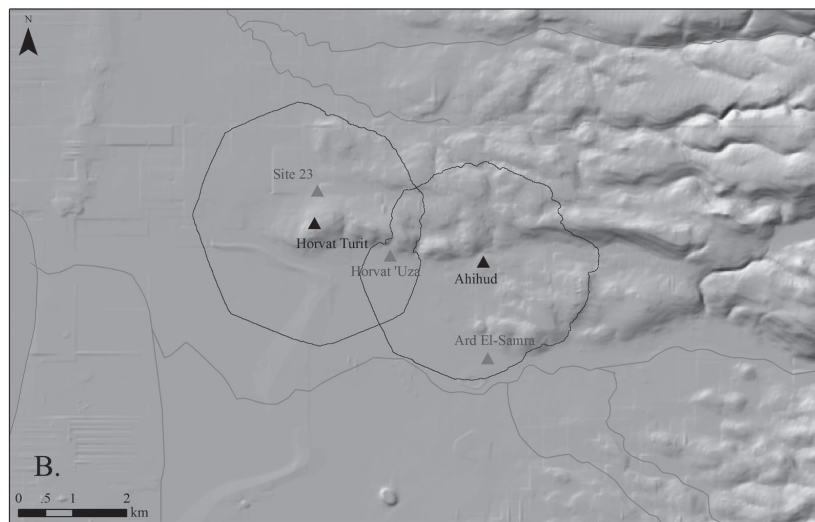 N
Site 23
Horvat Turit
Horvat 'Uza
Ahihud
Ard El-Samra
B.
0 .5 1 2
km